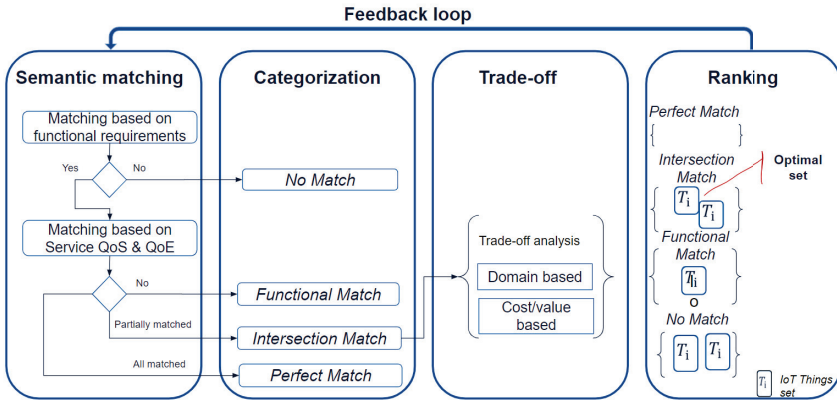 Feedback loop
Semantic matching
Matching based on
functional requirements
Yes
No
Matching based on
Service QoS & QoE
No
Partially matched
All matched
Categorization
No Match
Functional Match
Intersection Match
Perfect Match
Trade-off
Trade-off analysis
Domain based
Cost/value
based
Ranking
Perfect Match
Intersection
Match
Optimal
set
Ti
Ti
Functional
Match
Ti
o
No Match
Ti
Ti
Ti
IoT Things
set